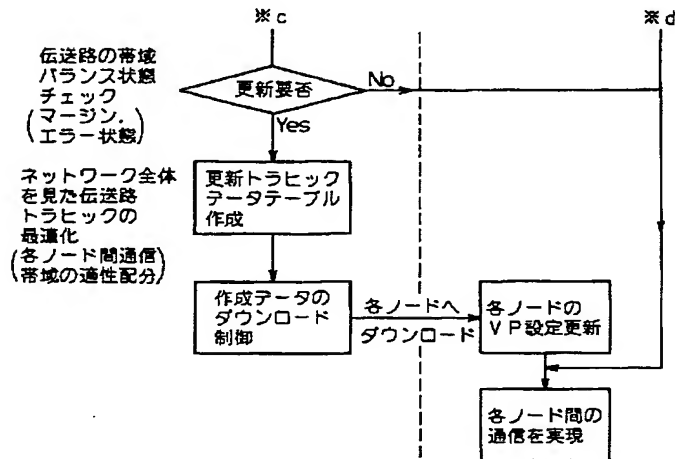 ※c
※d
伝送路の帯域
バランス状態
チェック
(マージン,
エラー状態)
更新要否
No
Yes
ネットワーク全体
を見た伝送路
トラヒックの
最適化
(各ノード間通信
帯域の適性配分)
更新トラヒック
データテーブル
作成
作成データの
ダウンロード
制御
各ノードへ
ダウンロード
各ノードの
VP設定更新
各ノード間の
通信を実現